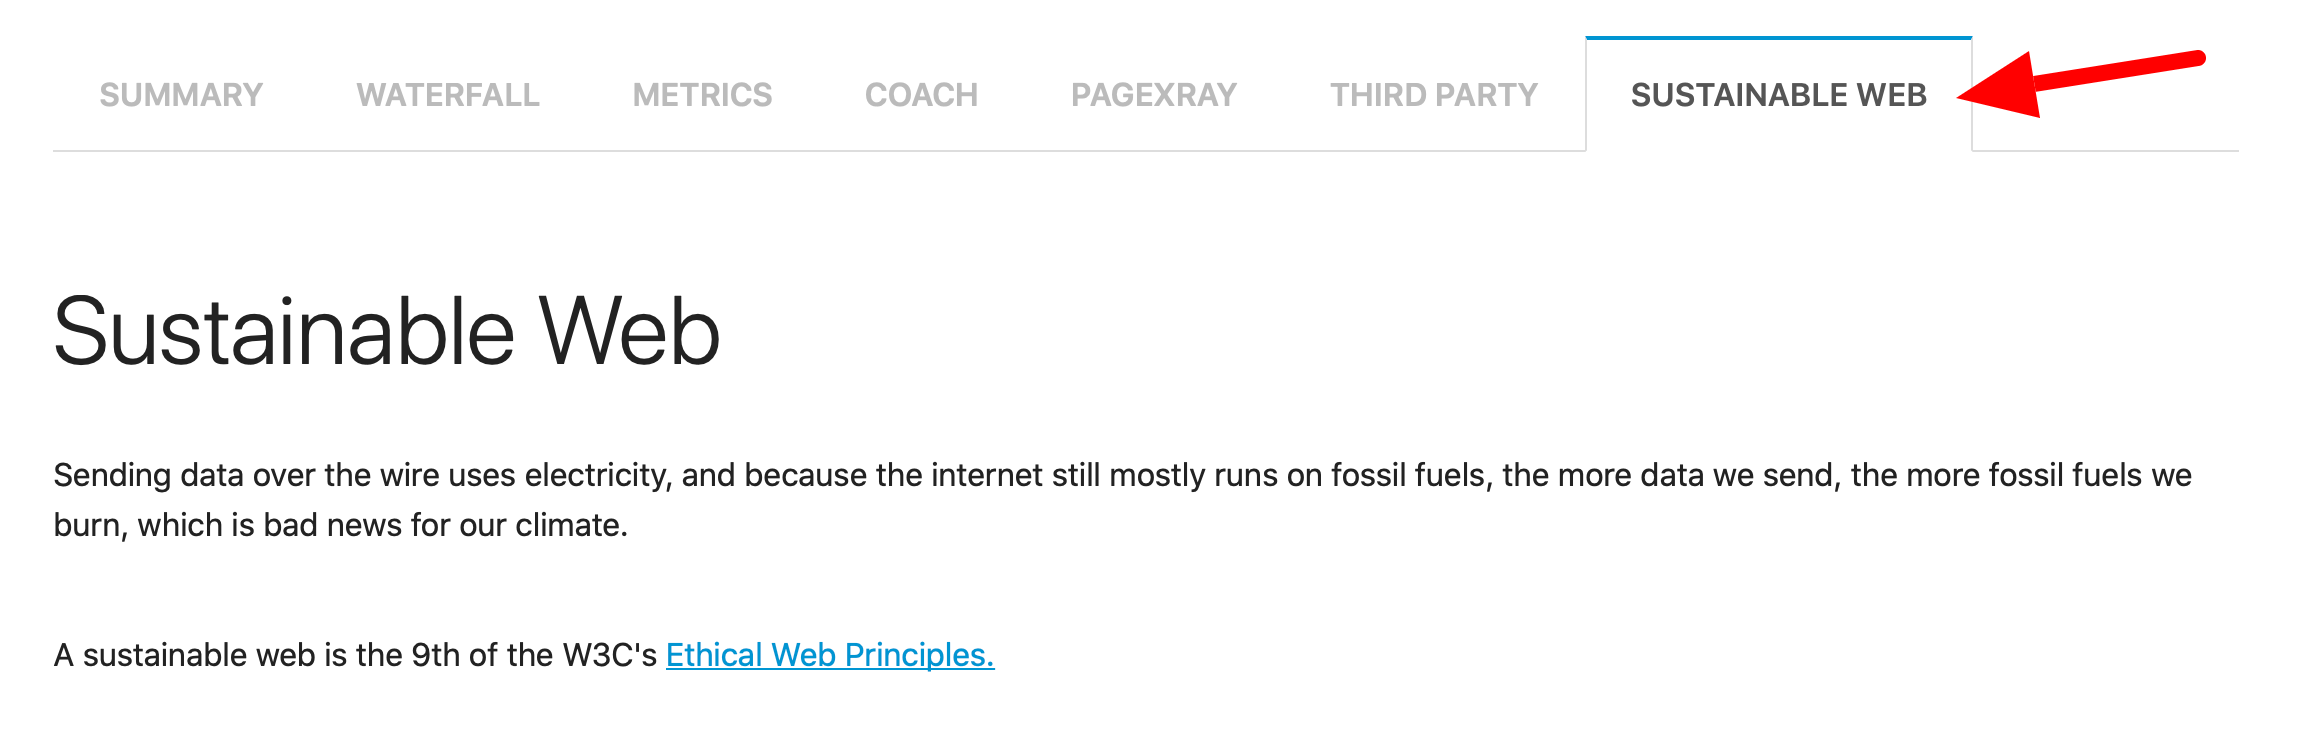 SUMMARY WATERFALL METRICS COACH PAGEXRAY THIRD PARTY SUSTAINABLE WEB
Sustainable Web
Sending data over the wire uses electricity, and because the internet still mostly runs on fossil fuels, the more data we send, the more fossil fuels we
burn, which is bad news for our climate.
A sustainable web is the 9th of the W3C's Ethical Web Principles.